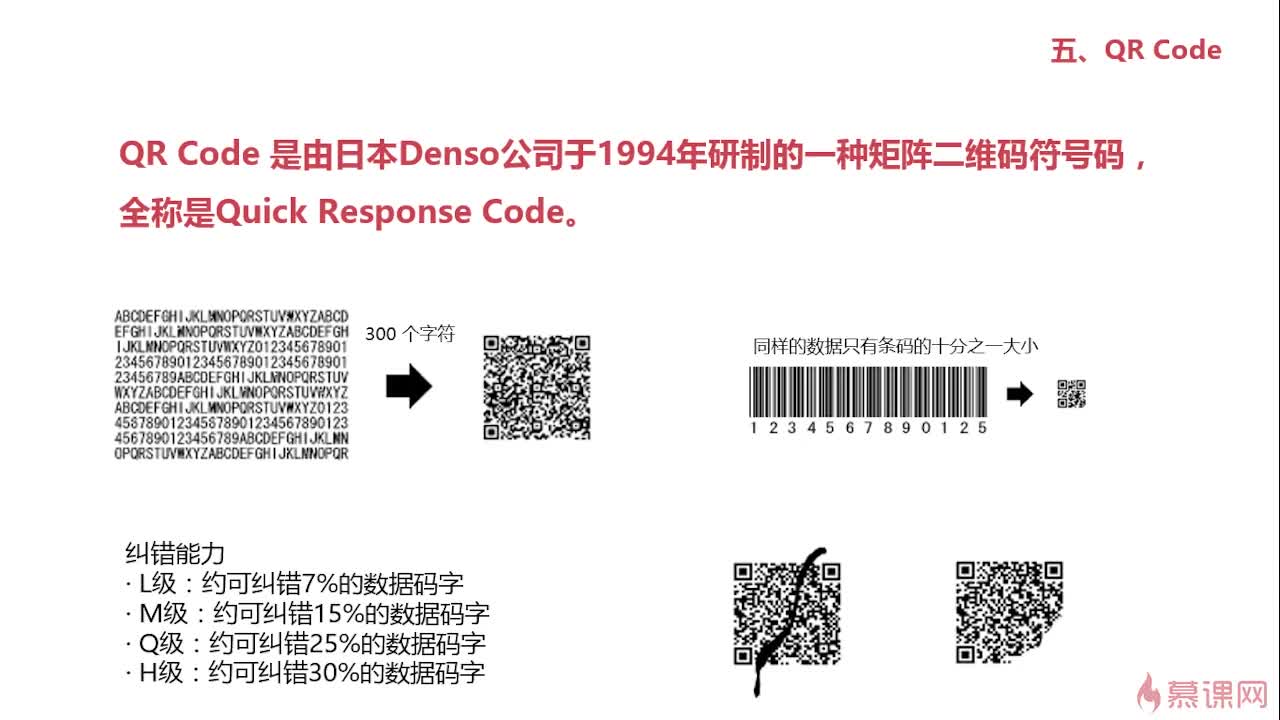 五、QR Code
QR Code 是由日本Denso公司于1994年研制的一种矩阵二维码符号码，
全称是Quick Response Code。
ABCDEFGHIJKLMNOPQRSTUVWXYZABCD
EFGHIJKLMNOPQRSTUVWXYZABCDEFGH
IJKLMNOPQRSTUVWXYZ012345678901
234567890123456789012345678901
23456789ABCDEFGHIJKLMNOPQRSTUV
WXYZABCDEFGHIJKLMNOPQRSTUVWXYZ
ABCDEFGHIJKLMNOPQRSTUVWXYZ0123
456789012345678901234567890123
4567890123456789ABCDEFGHIJKLMN
OPQRSTUVWXYZABCDEFGHIJKLMNOPQR
300 个字符
同样的数据只有条码的十分之一大小
1 2 3 4 5 6 7 8 9 0 1 2 5
纠错能力
· L级：约可纠错7%的数据码字
· M级：约可纠错15%的数据码字
· Q级：约可纠错25%的数据码字
· H级：约可纠错30%的数据码字
慕课网